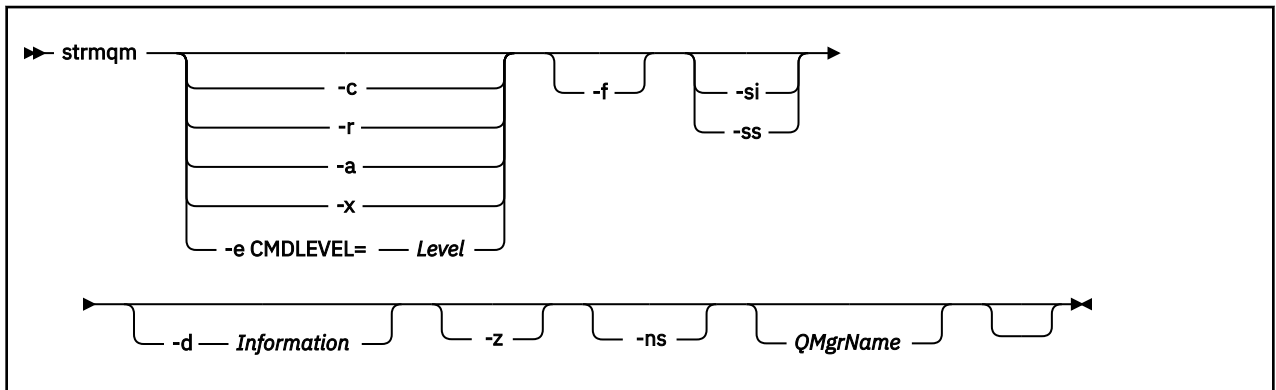 strmqm
-c
-r
-a
-x
-e CMDLEVEL= Level
-f
-si
-ss
-d Information
-z
-ns
QMgrName